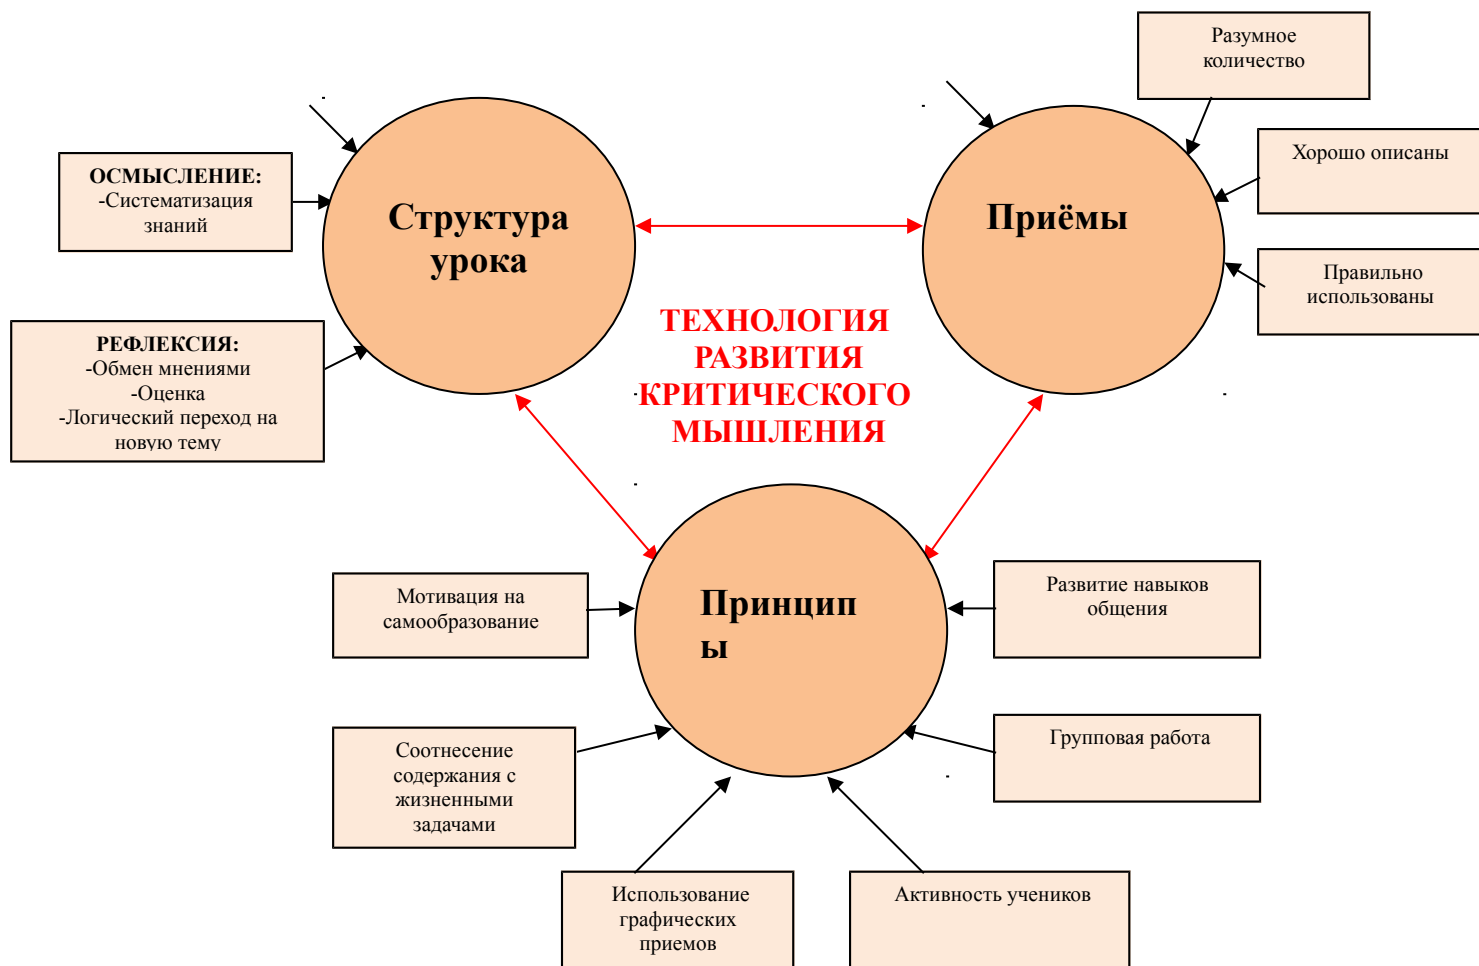 Разумное
количество
Хорошо описаны
Правильно
использованы
ОСМЫСЛЕНИЕ:
-Систематизация
знаний
Структура
урока
Приёмы
РЕФЛЕКСИЯ:
-Обмен мнениями
-Оценка
-Логический переход на
новую тему
ТЕХНОЛОГИЯ
РАЗВИТИЯ
КРИТИЧЕСКОГО
МЫШЛЕНИЯ
Мотивация на
самообразование
Принцип
ы
Развитие навыков
общения
Соотнесение
содержания с
жизненными
задачами
Групповая работа
Использование
графических
приемов
Активность учеников